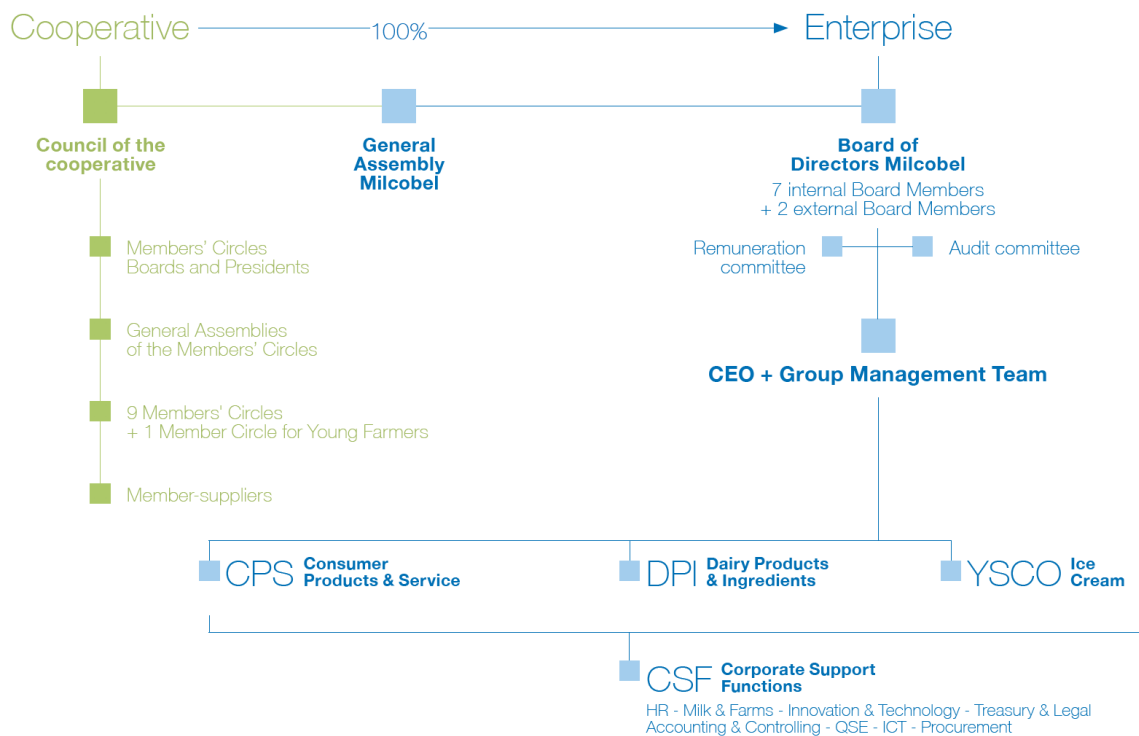 Cooperative
100%
Enterprise
Council of the
cooperative
General
Assembly
Milcobel
Board of
Directors Milcobel
7 internal Board Members
+ 2 external Board Members
Members’ Circles
Boards and Presidents
Remuneration
committee
Audit committee
General Assemblies
of the Members’ Circles
CEO + Group Management Team
9 Members' Circles
+ 1 Member Circle for Young Farmers
Member-suppliers
CPS Consumer
Products & Service
DPI Dairy Products
& Ingredients
YSCO Ice
Cream
CSF Corporate Support
Functions
HR - Milk & Farms - Innovation & Technology - Treasury & Legal
Accounting & Controlling - QSE - ICT - Procurement